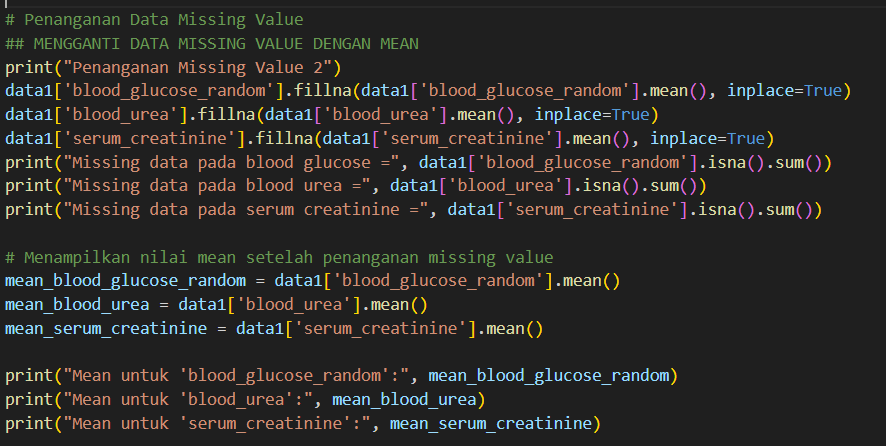 # Penanganan Data Missing Value
## MENGGANTI DATA MISSING VALUE DENGAN MEAN
print("Penanganan Missing Value 2")
data1['blood_glucose_random'].fillna(data1['blood_glucose_random'].mean(), inplace=True)
data1['blood_urea'].fillna(data1['blood_urea'].mean(), inplace=True)
data1['serum_creatinine'].fillna(data1['serum_creatinine'].mean(), inplace=True)
print("Missing data pada blood glucose =", data1['blood_glucose_random'].isna().sum())
print("Missing data pada blood urea =", data1['blood_urea'].isna().sum())
print("Missing data pada serum creatinine =", data1['serum_creatinine'].isna().sum())
# Menampilkan nilai mean setelah penanganan missing value
mean_blood_glucose_random = data1['blood_glucose_random'].mean()
mean_blood_urea = data1['blood_urea'].mean()
mean_serum_creatinine = data1['serum_creatinine'].mean()
print("Mean untuk 'blood_glucose_random':", mean_blood_glucose_random)
print("Mean untuk 'blood_urea':", mean_blood_urea)
print("Mean untuk 'serum_creatinine':", mean_serum_creatinine)